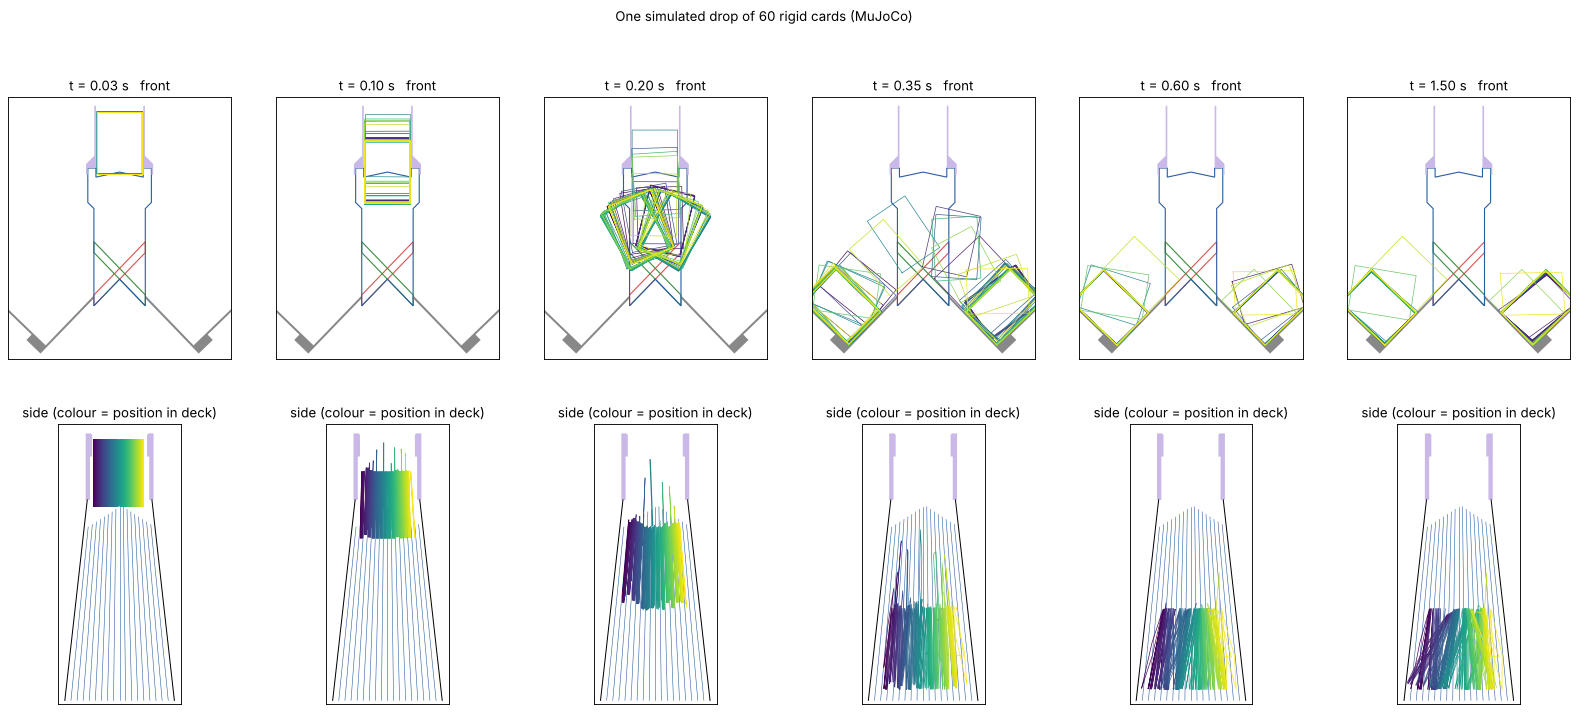 One simulated drop of 60 rigid cards (MuJoCo)
t = 0.03 s   front
t = 0.10 s   front
t = 0.20 s   front
t = 0.35 s   front
t = 0.60 s   front
t = 1.50 s   front
side (colour = position in deck)
side (colour = position in deck)
side (colour = position in deck)
side (colour = position in deck)
side (colour = position in deck)
side (colour = position in deck)